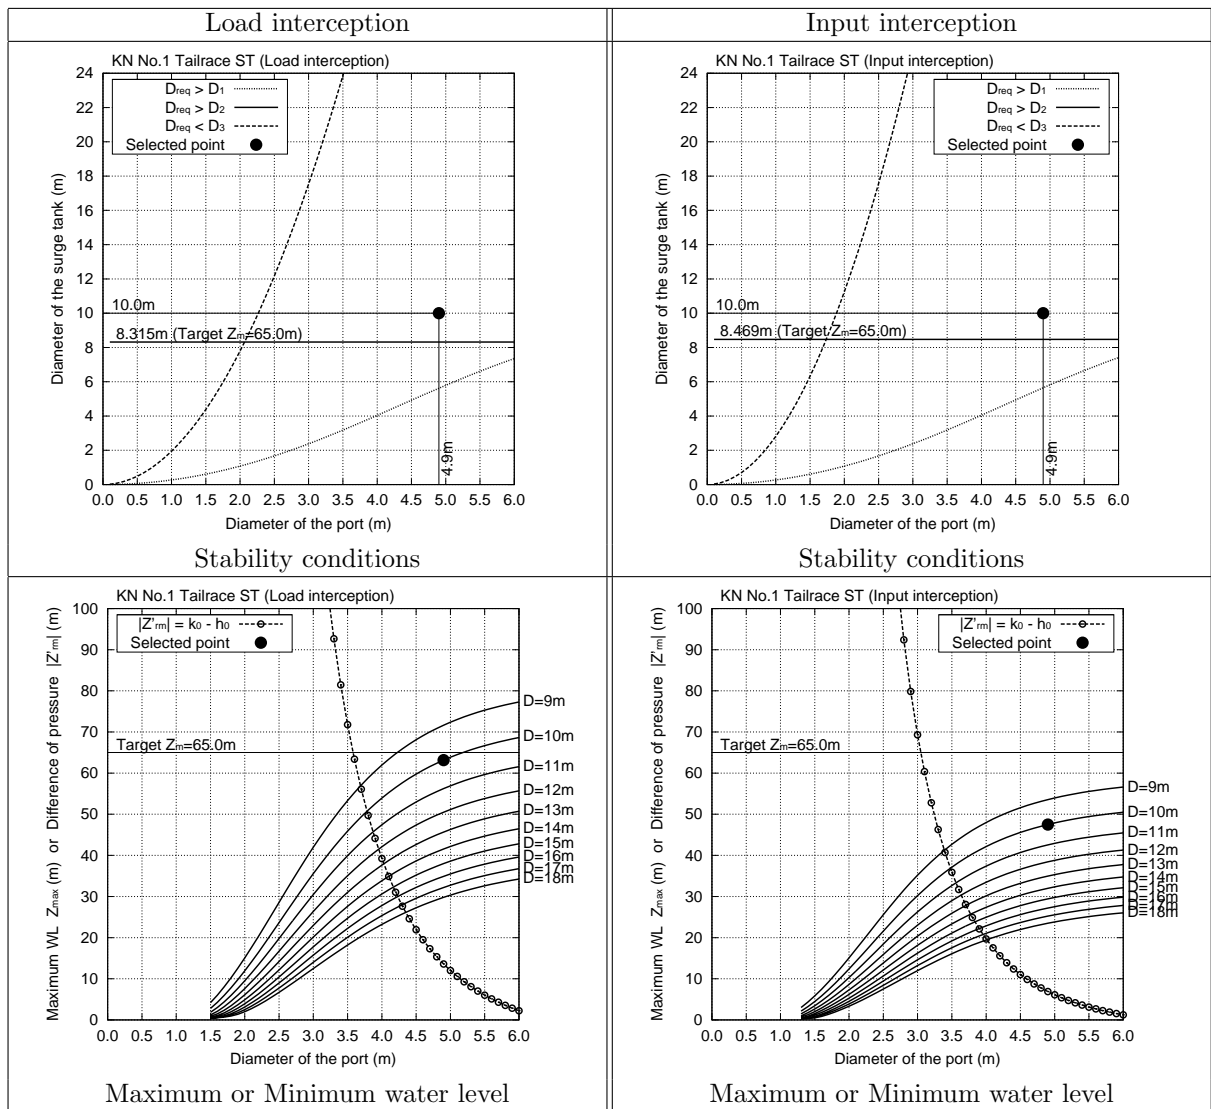 Load interception
Input interception
KN No.1 Tailrace ST (Load interception)
24
22
20
18
16
14
12
10
8
6
4
2
0
Diameter of the surge tank (m)
Dreq > D1
Dreq > D2
Dreq < D3
Selected point
10.0m
8.315m (Target Zm=65.0m)
4.9m
0.0 0.5 1.0 1.5 2.0 2.5 3.0 3.5 4.0 4.5 5.0 5.5 6.0
Diameter of the port (m)
Stability conditions
KN No.1 Tailrace ST (Input interception)
24
22
20
18
16
14
12
10
8
6
4
2
0
Diameter of the surge tank (m)
Dreq > D1
Dreq > D2
Dreq < D3
Selected point
10.0m
8.469m (Target Zm=65.0m)
4.9m
0.0 0.5 1.0 1.5 2.0 2.5 3.0 3.5 4.0 4.5 5.0 5.5 6.0
Diameter of the port (m)
Stability conditions
KN No.1 Tailrace ST (Load interception)
100
90
80
70
60
50
40
30
20
10
0
Maximum WL Zmax (m) or Difference of pressure |Z'rm| (m)
|Z'rm| = k0 - h0
Selected point
Target Zm=65.0m
D=9m
D=10m
D=11m
D=12m
D=13m
D=14m
D=15m
D=16m
D=17m
D=18m
0.0 0.5 1.0 1.5 2.0 2.5 3.0 3.5 4.0 4.5 5.0 5.5 6.0
Diameter of the port (m)
Maximum or Minimum water level
KN No.1 Tailrace ST (Input interception)
100
90
80
70
60
50
40
30
20
10
0
Maximum WL Zmax (m) or Difference of pressure |Z'rm| (m)
|Z'rm| = k0 - h0
Selected point
Target Zm=65.0m
D=9m
D=10m
D=11m
D=12m
D=13m
D=14m
D=15m
D=16m
D=17m
D=18m
0.0 0.5 1.0 1.5 2.0 2.5 3.0 3.5 4.0 4.5 5.0 5.5 6.0
Diameter of the port (m)
Maximum or Minimum water level